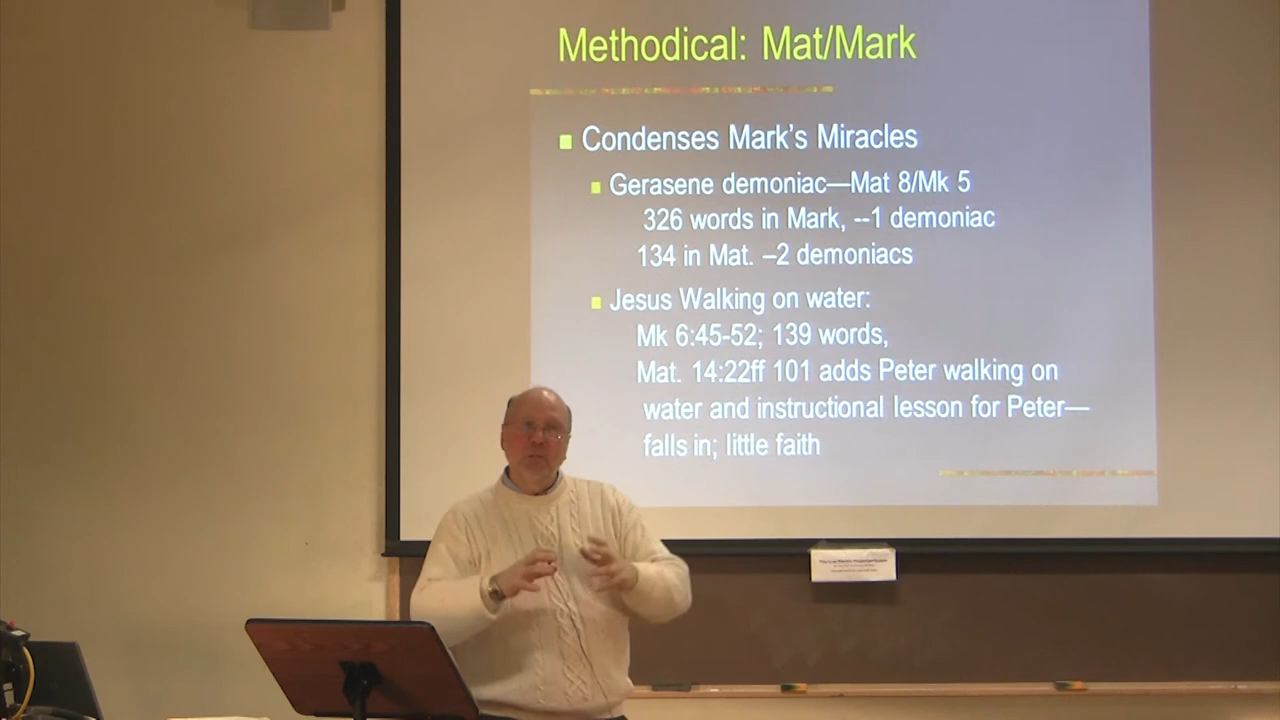 Methodical: Mat/Mark
Condenses Mark's Miracles
Gerasene demoniac—Mat 8/Mk 5
326 words in Mark, --1 demoniac
134 in Mat. –2 demoniacs
Jesus Walking on water:
Mk 6:45-52; 139 words,
Mat. 14:22ff 101 adds Peter walking on
water and instructional lesson for Peter—
falls in; little faith